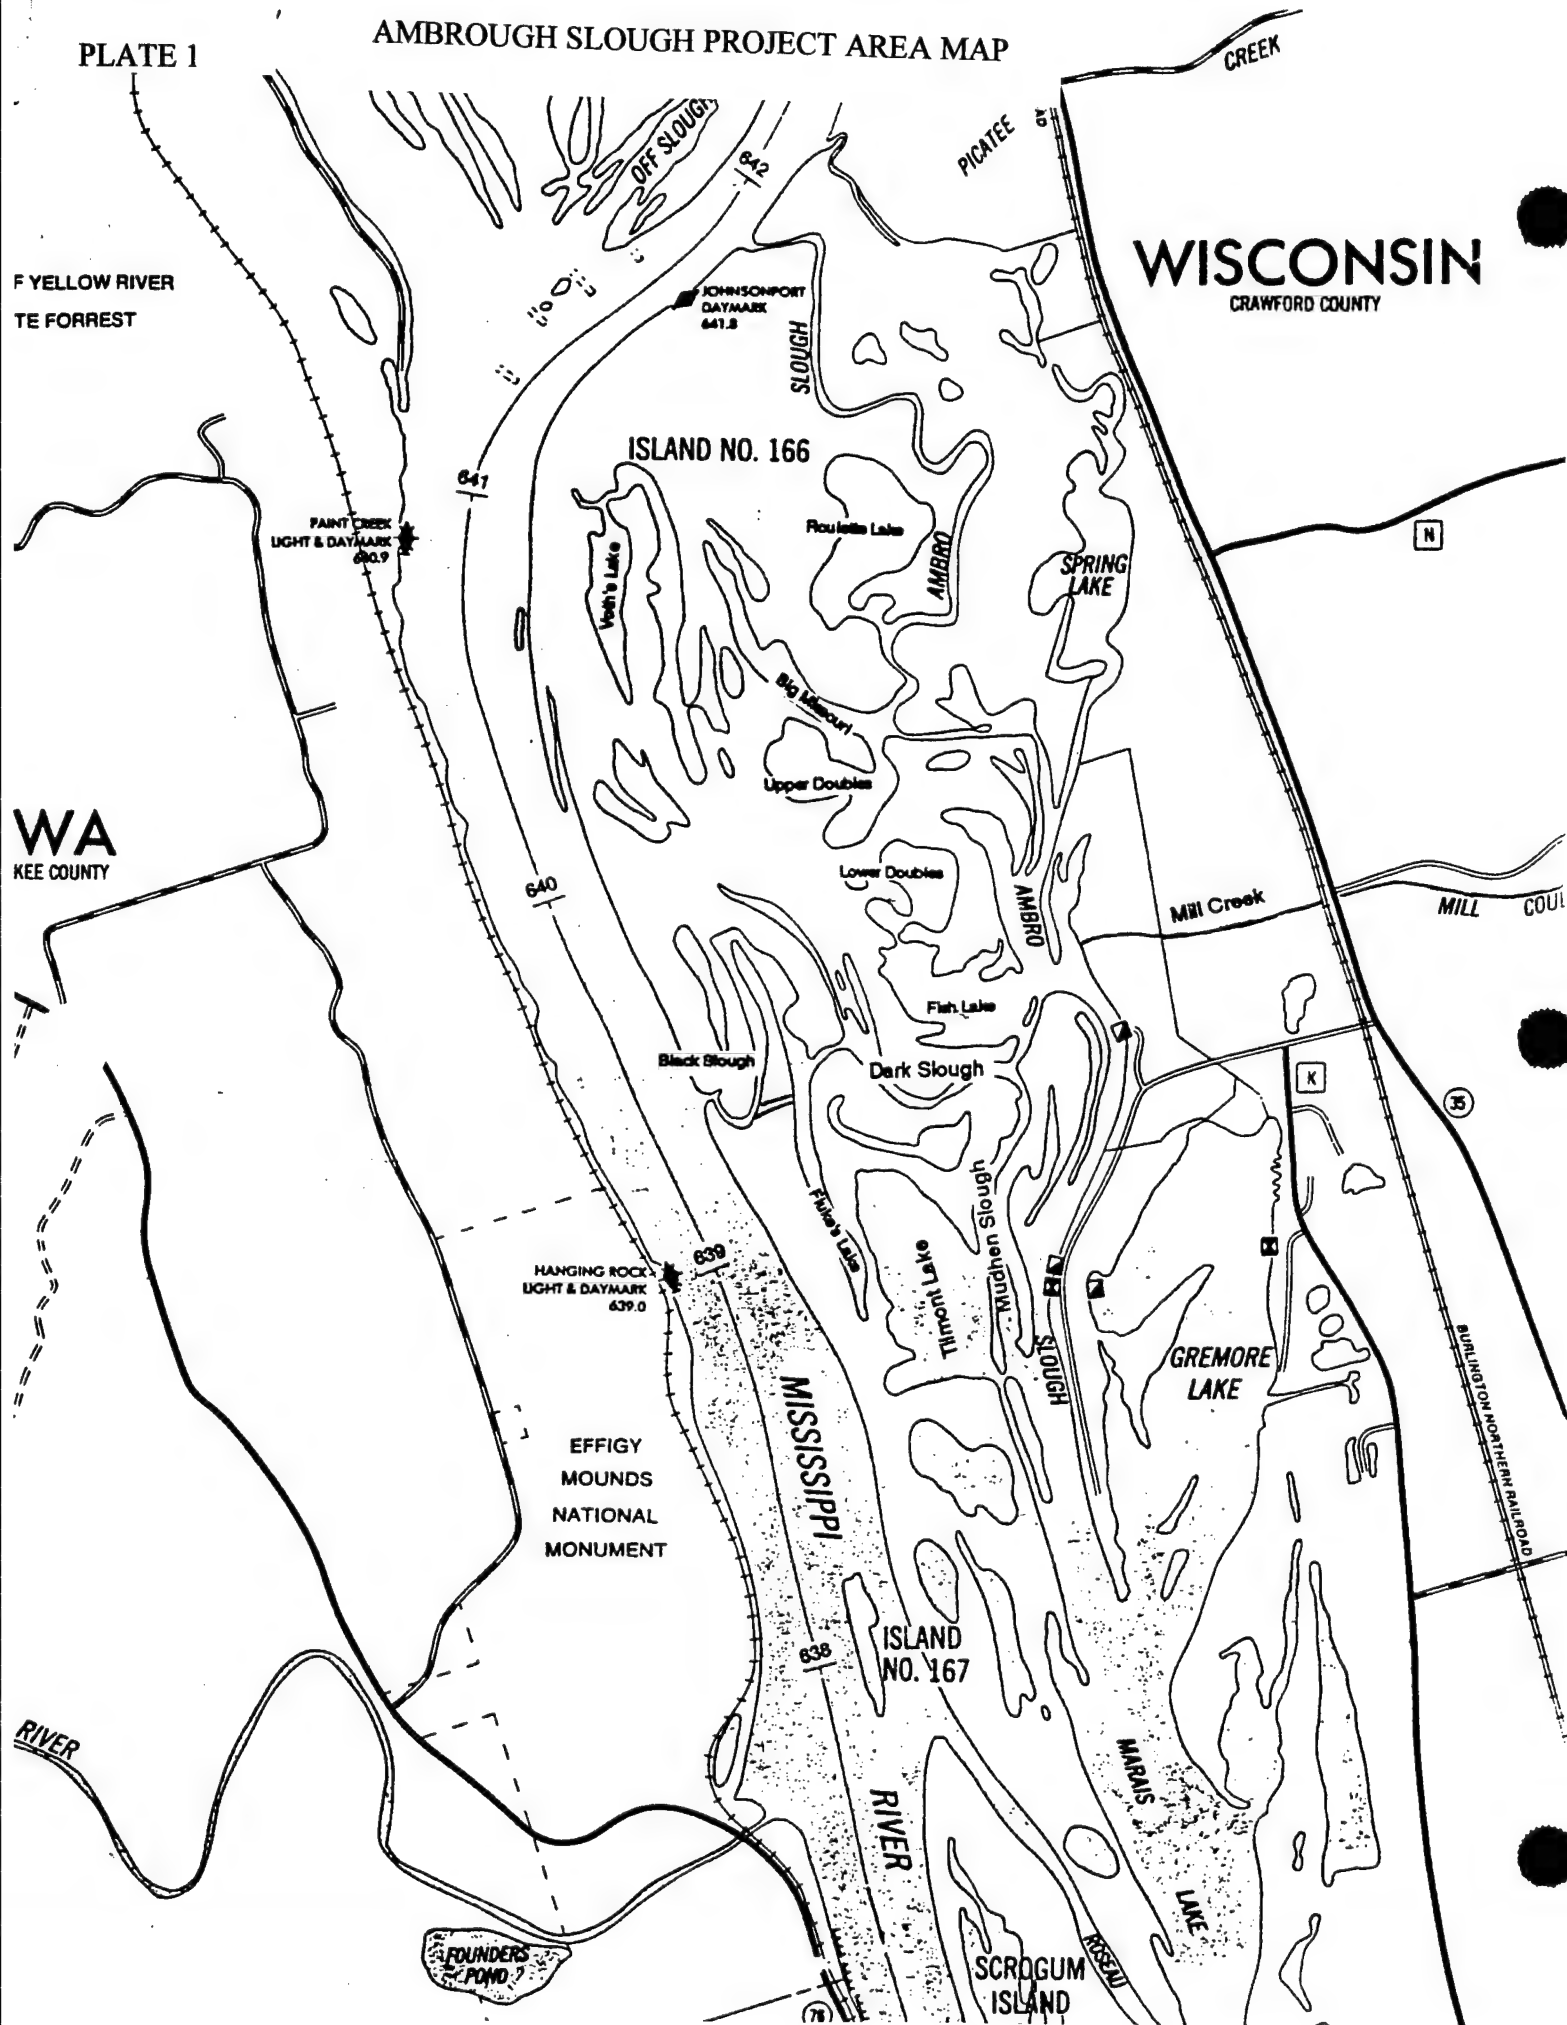 PLATE 1
AMBROUGH SLOUGH PROJECT AREA MAP
CREEK
PICATEE
AD
OFF SLOUGH
642
WISCONSIN
CRAWFORD COUNTY
F YELLOW RIVER
TE FORREST
JOHNSONPORT
DAYMARK
641.8
SLOUGH
ISLAND NO. 166
641
PAINT CREEK
LIGHT & DAYMARK
640.9
Roulette Lake
AMBRO
SPRING
LAKE
N
Voth's Lake
Big Missouri
Upper Doubles
WA
KEE COUNTY
640
Lower Doubles
AMBRO
Mill Creek
MILL
COUL
Fish Lake
Black Slough
Dark Slough
K
35
Fluke's Lake
Tilmont Lake
Mudhen Slough
639
HANGING ROCK
LIGHT & DAYMARK
639.0
SLOUGH
GREMORE
LAKE
BURLINGTON NORTHERN RAILROAD
MISSISSIPPI
EFFIGY
MOUNDS
NATIONAL
MONUMENT
638
ISLAND
NO. 167
RIVER
MARAIS
RIVER
LAKE
FOUNDERS
POND
SCROGUM
ISLAND
ROSEAU
76